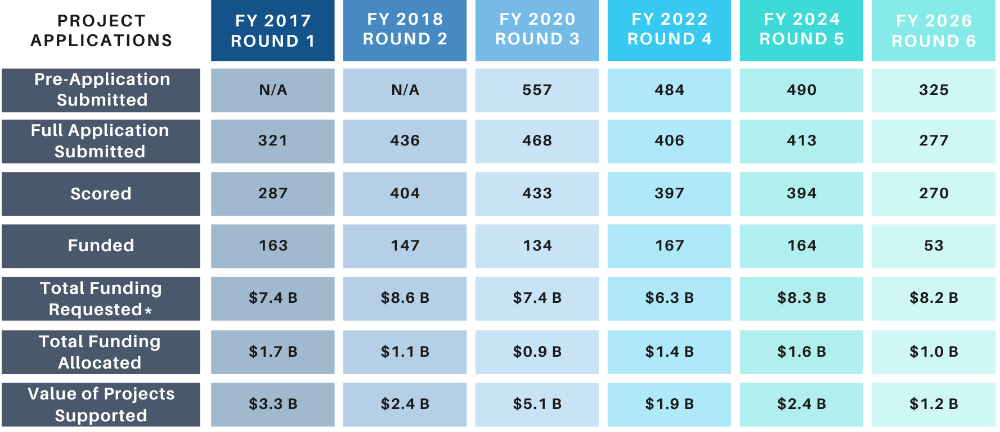 PROJECT
APPLICATIONS
FY 2017
ROUND 1
FY 2018
ROUND 2
FY 2020
ROUND 3
FY 2022
ROUND 4
FY 2024
ROUND 5
FY 2026
ROUND 6
Pre-Application
Submitted
N/A
N/A
557
484
490
325
Full Application
Submitted
321
436
468
406
413
277
Scored
287
404
433
397
394
270
Funded
163
147
134
167
164
53
Total Funding
Requested*
$7.4 B
$8.6 B
$7.4 B
$6.3 B
$8.3 B
$8.2 B
Total Funding
Allocated
$1.7 B
$1.1 B
$0.9 B
$1.4 B
$1.6 B
$1.0 B
Value of Projects
Supported
$3.3 B
$2.4 B
$5.1 B
$1.9 B
$2.4 B
$1.2 B